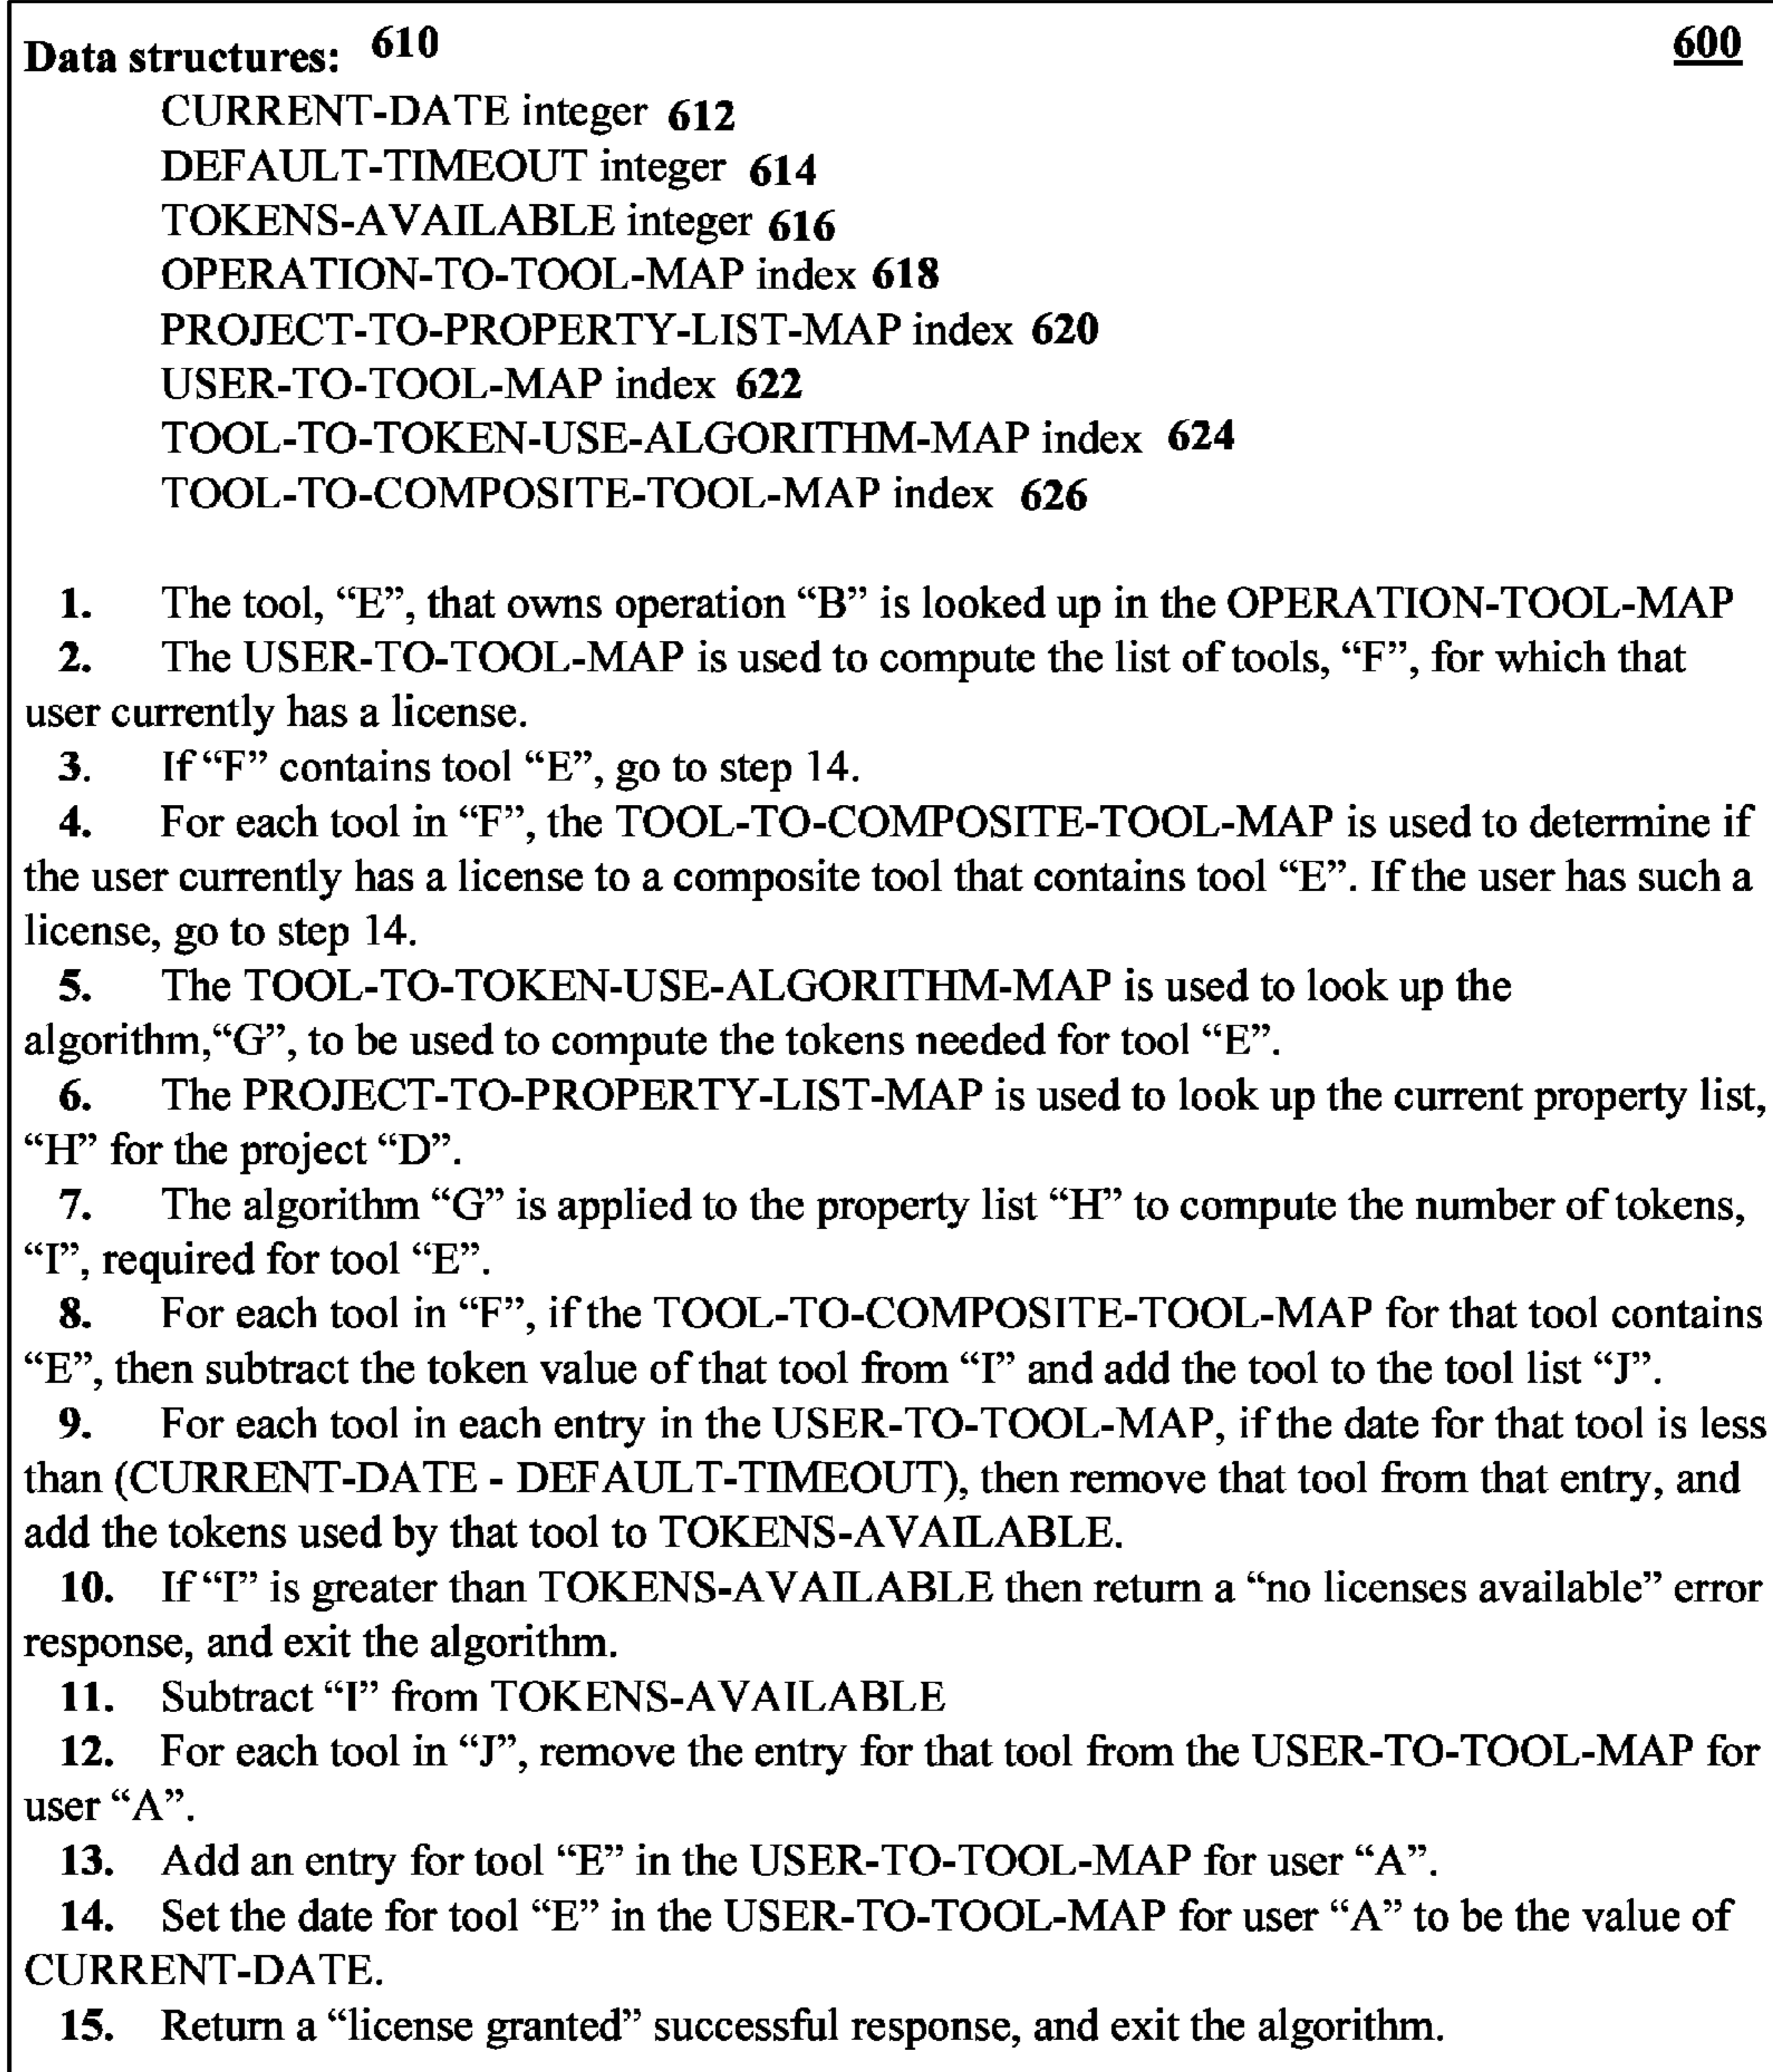 Data structures: 610 600
CURRENT-DATE integer 612
DEFAULT-TIMEOUT integer 614
TOKENS-AVAILABLE integer 616
OPERATION-TO-TOOL-MAP index 618
PROJECT-TO-PROPERTY-LIST-MAP index 620
USER-TO-TOOL-MAP index 622
TOOL-TO-TOKEN-USE-ALGORITHM-MAP index 624
TOOL-TO-COMPOSITE-TOOL-MAP index 626
1. The tool, “E”, that owns operation “B” is looked up in the OPERATION-TOOL-MAP
2. The USER-TO-TOOL-MAP is used to compute the list of tools, “F”, for which that
user currently has a license.
3. If “F” contains tool “E”, go to step 14.
4. For each tool in “F”, the TOOL-TO-COMPOSITE-TOOL-MAP is used to determine if
the user currently has a license to a composite tool that contains tool “E”. If the user has such a
license, go to step 14.
5. The TOOL-TO-TOKEN-USE-ALGORITHM-MAP is used to look up the
algorithm,“G”, to be used to compute the tokens needed for tool “E”.
6. The PROJECT-TO-PROPERTY-LIST-MAP is used to look up the current property list,
“H” for the project “D”.
7. The algorithm “G” is applied to the property list “H” to compute the number of tokens,
“I”, required for tool “E”.
8. For each tool in “F”, if the TOOL-TO-COMPOSITE-TOOL-MAP for that tool contains
“E”, then subtract the token value of that tool from “I” and add the tool to the tool list “J”.
9. For each tool in each entry in the USER-TO-TOOL-MAP, if the date for that tool is less
than (CURRENT-DATE - DEFAULT-TIMEOUT), then remove that tool from that entry, and
add the tokens used by that tool to TOKENS-AVAILABLE.
10. If “I” is greater than TOKENS-AVAILABLE then return a “no licenses available” error
response, and exit the algorithm.
11. Subtract “I” from TOKENS-AVAILABLE
12. For each tool in “J”, remove the entry for that tool from the USER-TO-TOOL-MAP for
user “A”.
13. Add an entry for tool “E” in the USER-TO-TOOL-MAP for user “A”.
14. Set the date for tool “E” in the USER-TO-TOOL-MAP for user “A” to be the value of
CURRENT-DATE.
15. Return a “license granted” successful response, and exit the algorithm.